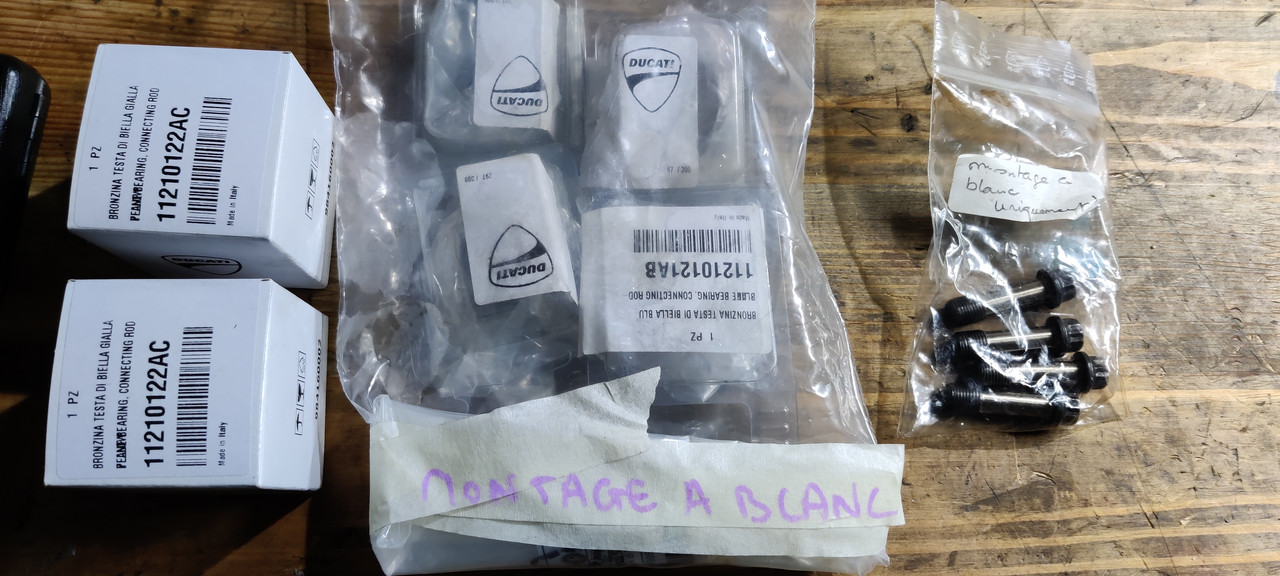 1 PZ
BRONZINA TESTA DI BIELLA GIALLA
BEARING, CONNECTING ROD
11210122AC
Made in Italy
DUCATI
1 PZ
BRONZINA TESTA DI BIELLA GIALLA
BEARING, CONNECTING ROD
11210122AC
Made in Italy
DUCATI
DUCATI
DUCATI
1 PZ
BRONZINA TESTA DI BIELLA BLU
BEARING, CONNECTING ROD
11210121AB
Made in Italy
MONTAGE A BLANC
montage a
blanc
uniquement